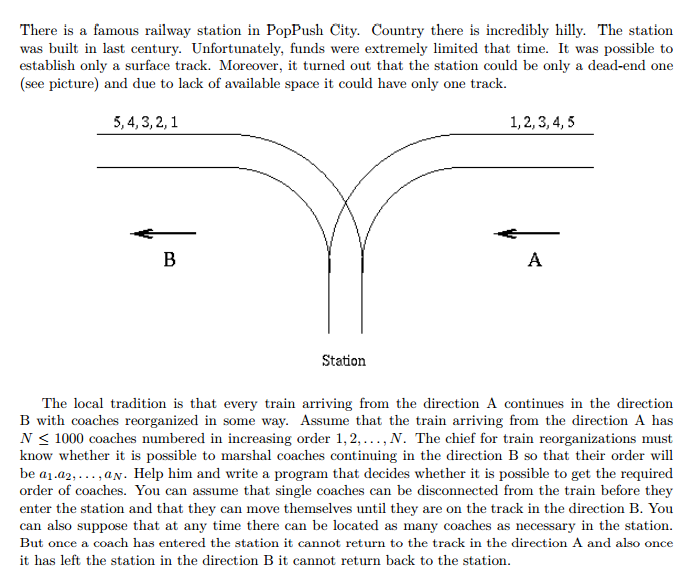 There is a famous railway station in PopPush City. Country there is incredibly hilly. The station
was built in last century. Unfortunately, funds were extremely limited that time. It was possible to
establish only a surface track. Moreover, it turned out that the station could be only a dead-end one
(see picture) and due to lack of available space it could have only one track.
5, 4, 3, 2, 1
1, 2, 3, 4, 5
B
A
Station
The local tradition is that every train arriving from the direction A continues in the direction
B with coaches reorganized in some way. Assume that the train arriving from the direction A has
N ≤ 1000 coaches numbered in increasing order 1, 2, . . . , N. The chief for train reorganizations must
know whether it is possible to marshal coaches continuing in the direction B so that their order will
be a₁.a₂, . . . , a_N. Help him and write a program that decides whether it is possible to get the required
order of coaches. You can assume that single coaches can be disconnected from the train before they
enter the station and that they can move themselves until they are on the track in the direction B. You
can also suppose that at any time there can be located as many coaches as necessary in the station.
But once a coach has entered the station it cannot return to the track in the direction A and also once
it has left the station in the direction B it cannot return back to the station.